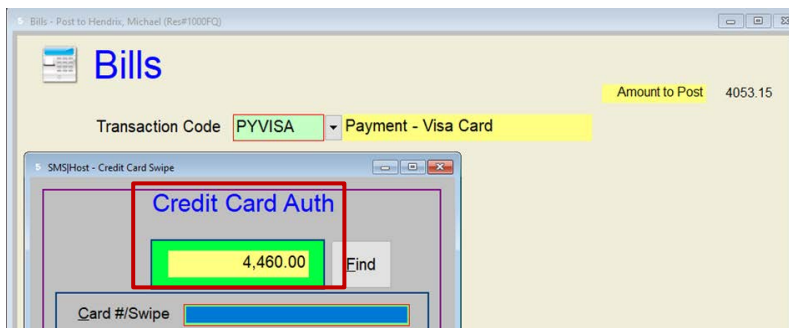 Bills - Post to Hendrix, Michael (Res#1000FQ)
Bills
Amount to Post 4053.15
Transaction Code PYVISA Payment - Visa Card
SMS|Host - Credit Card Swipe
Credit Card Auth
4,460.00 Find
Card #/Swipe